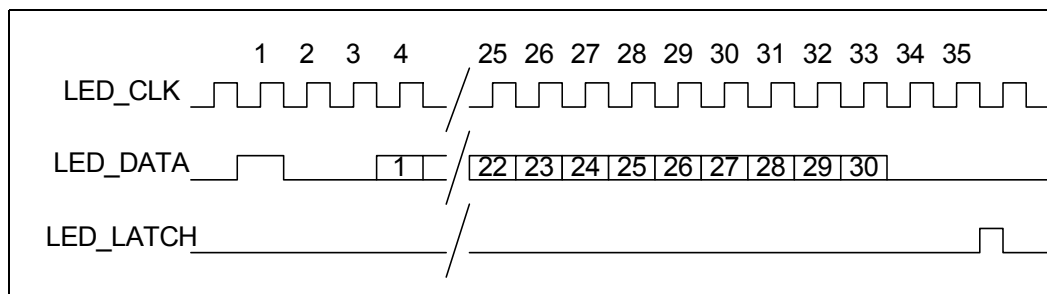 1 2 3 4 25 26 27 28 29 30 31 32 33 34 35
LED_CLK
LED_DATA 1 22 23 24 25 26 27 28 29 30
LED_LATCH